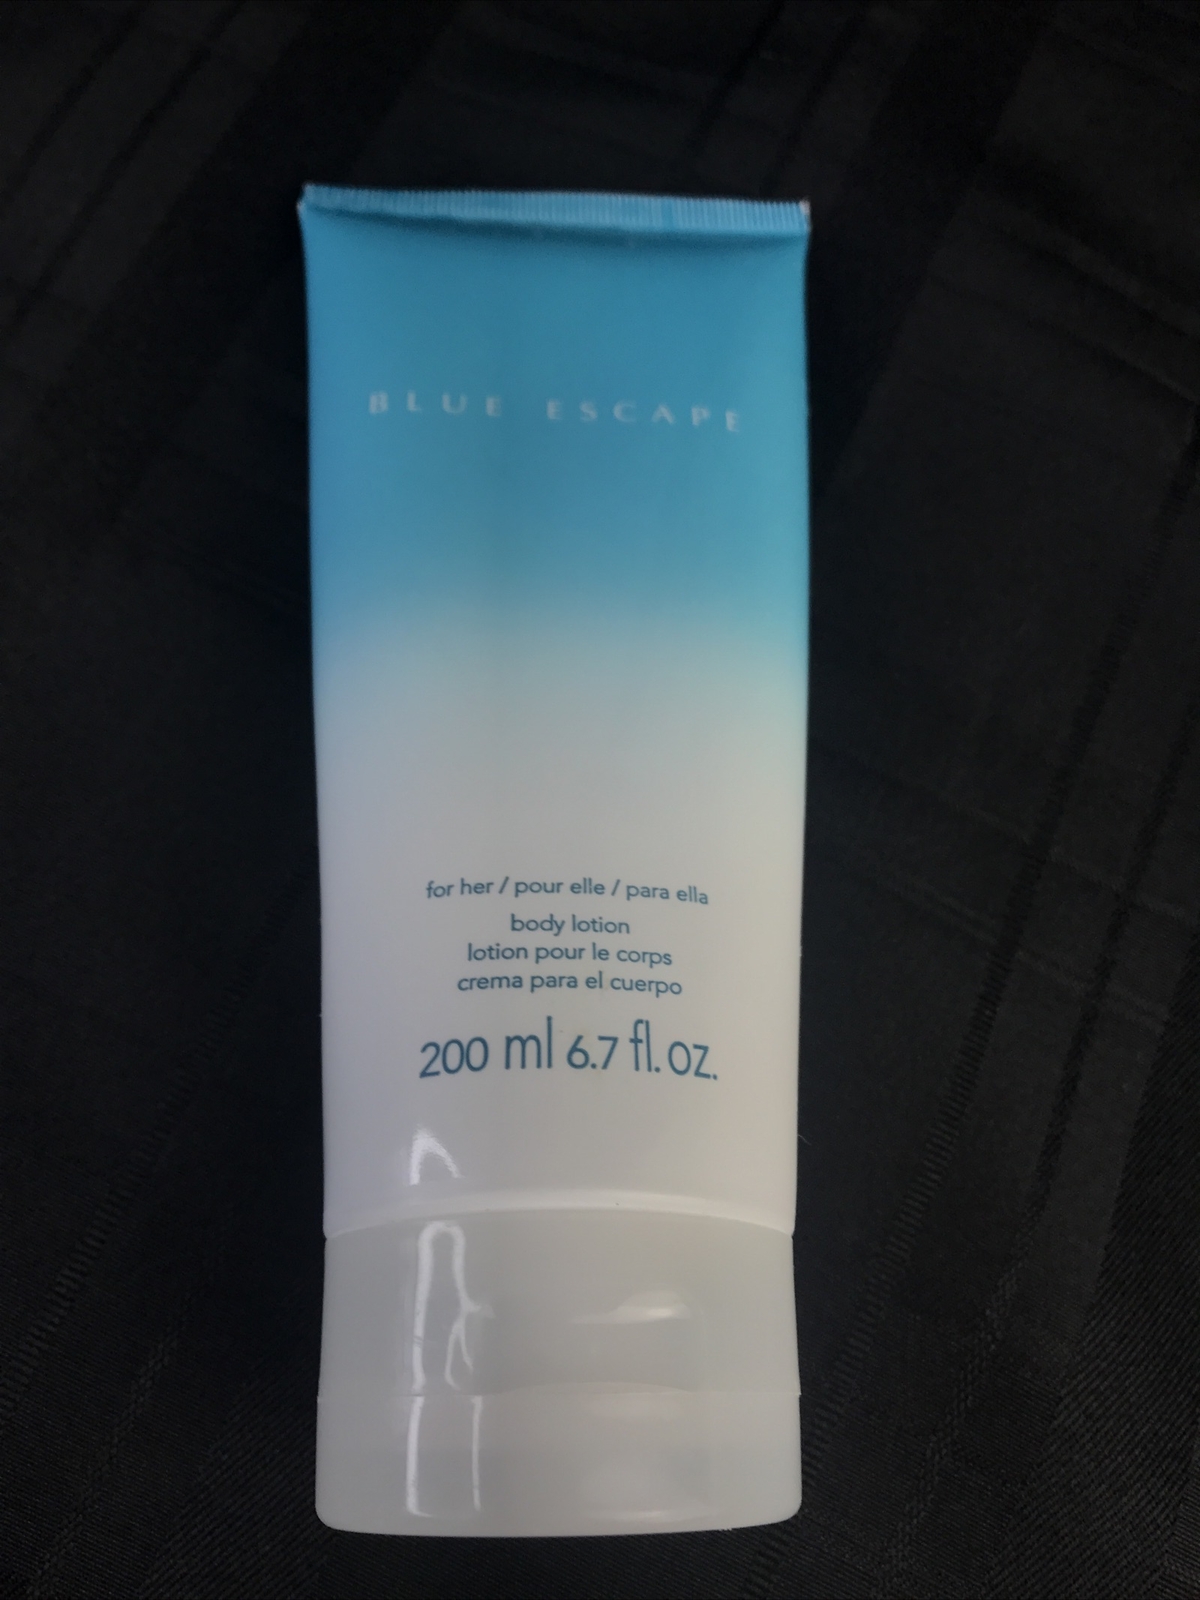 BLUE ESCAPE
for her / pour elle / para ella
body lotion
lotion pour le corps
crema para el cuerpo
200 ml 6.7 fl. oz.